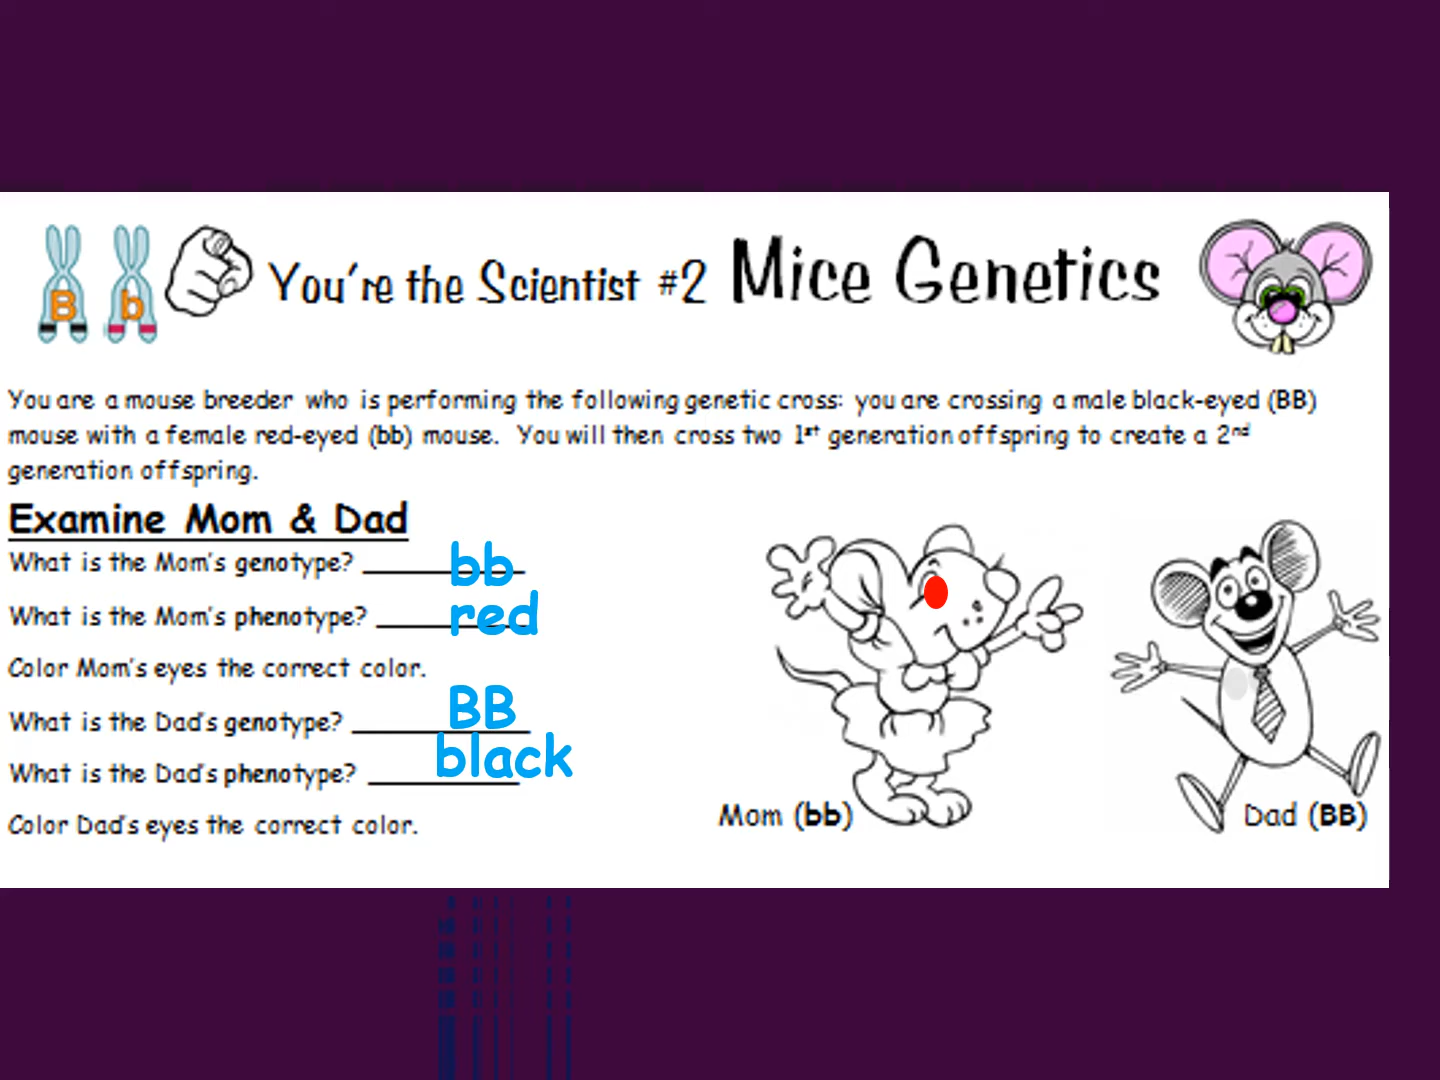 B b You're the Scientist #2 Mice Genetics
You are a mouse breeder who is performing the following genetic cross: you are crossing a male black-eyed (BB)
mouse with a female red-eyed (bb) mouse. You will then cross two 1st generation offspring to create a 2nd
generation offspring.
Examine Mom & Dad
What is the Mom's genotype? bb
What is the Mom's phenotype? red
Color Mom's eyes the correct color.
What is the Dad's genotype? BB
What is the Dad's phenotype? black
Color Dad's eyes the correct color.
Mom (bb)
Dad (BB)